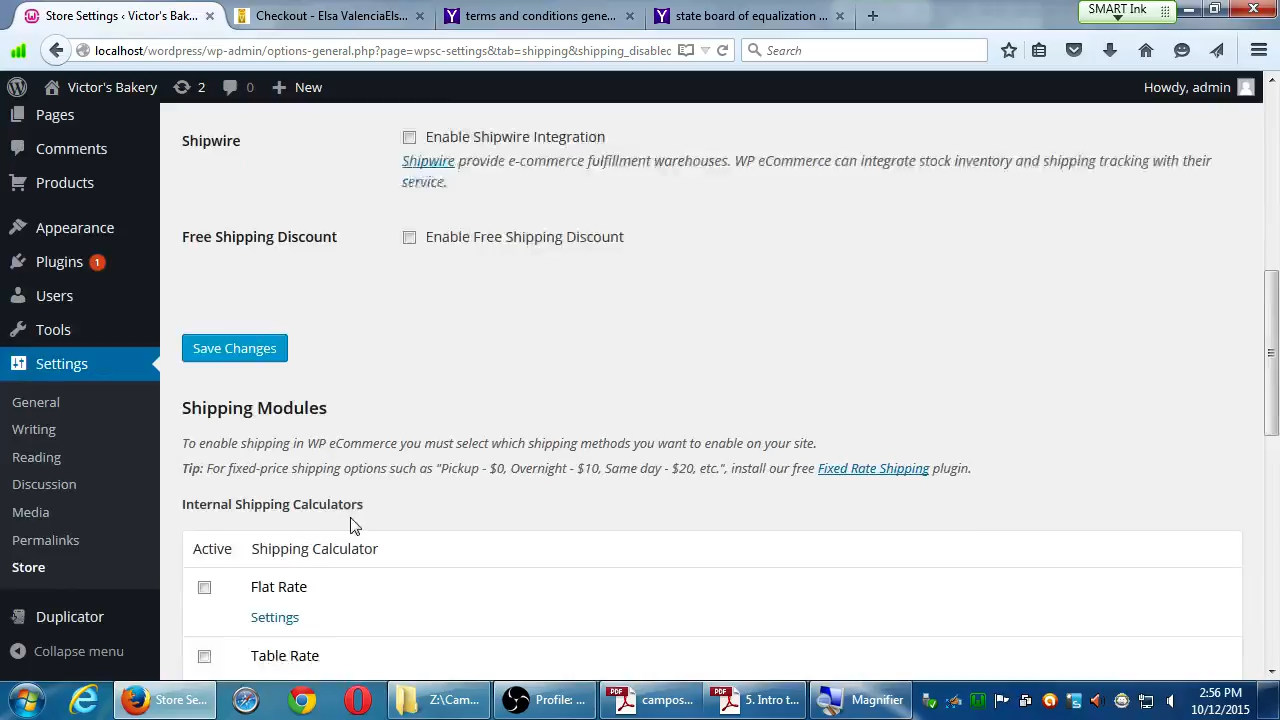 Store Settings ‹ Victor's Bak...
Checkout - Elsa ValenciaEls...
terms and conditions gene...
state board of equalization ...
SMART Ink
localhost/wordpress/wp-admin/options-general.php?page=wpsc-settings&tab=shipping&shipping_disablec
Search
Victor's Bakery
2
0
New
Howdy, admin
Pages
Comments
Products
Appearance
Plugins 1
Users
Tools
Settings
General
Writing
Reading
Discussion
Media
Permalinks
Store
Duplicator
Collapse menu
Shipwire
Enable Shipwire Integration
Shipwire provide e-commerce fulfillment warehouses. WP eCommerce can integrate stock inventory and shipping tracking with their
service.
Free Shipping Discount
Enable Free Shipping Discount
Save Changes
Shipping Modules
To enable shipping in WP eCommerce you must select which shipping methods you want to enable on your site.
Tip: For fixed-price shipping options such as "Pickup - $0, Overnight - $10, Same day - $20, etc.", install our free Fixed Rate Shipping plugin.
Internal Shipping Calculators
Active Shipping Calculator
Flat Rate
Settings
Table Rate
Store Se...
Z:\Cam...
Profile: ...
PDF
campos...
PDF
5. Intro t...
Magnifier
2:56 PM
10/12/2015